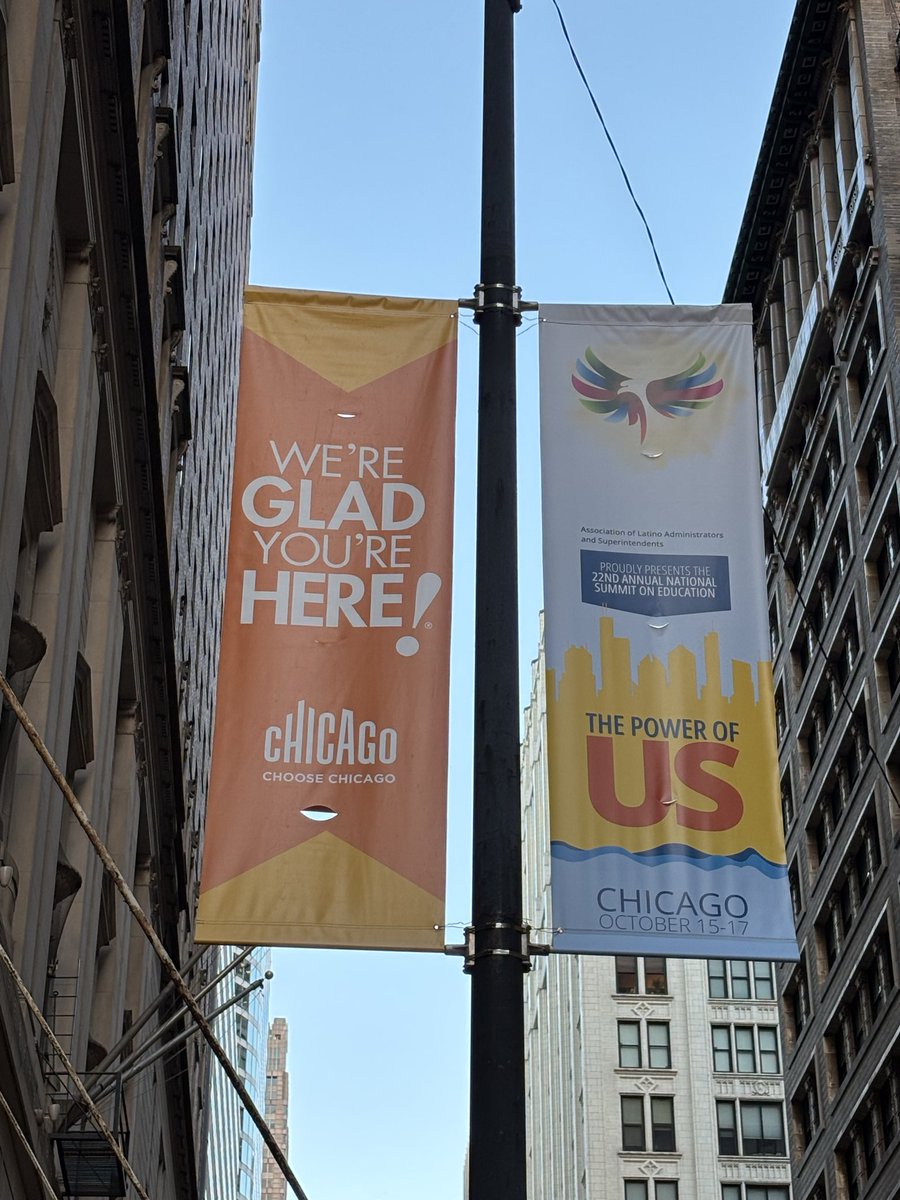 WE'RE
GLAD
YOU'RE
HERE!®
CHICAGO
CHOOSE CHICAGO
Association of Latino Administrators
and Superintendents
PROUDLY PRESENTS THE
22ND ANNUAL NATIONAL
SUMMIT ON EDUCATION
THE POWER OF
US
CHICAGO
OCTOBER 15-17